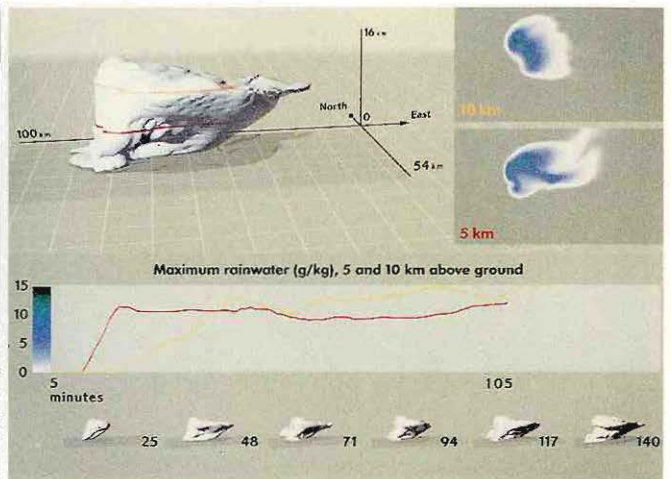 16 km
North
0
East
100 km
54 km
10 km
5 km
Maximum rainwater (g/kg), 5 and 10 km above ground
15
10
5
0
5
105
minutes
25
48
71
94
117
140